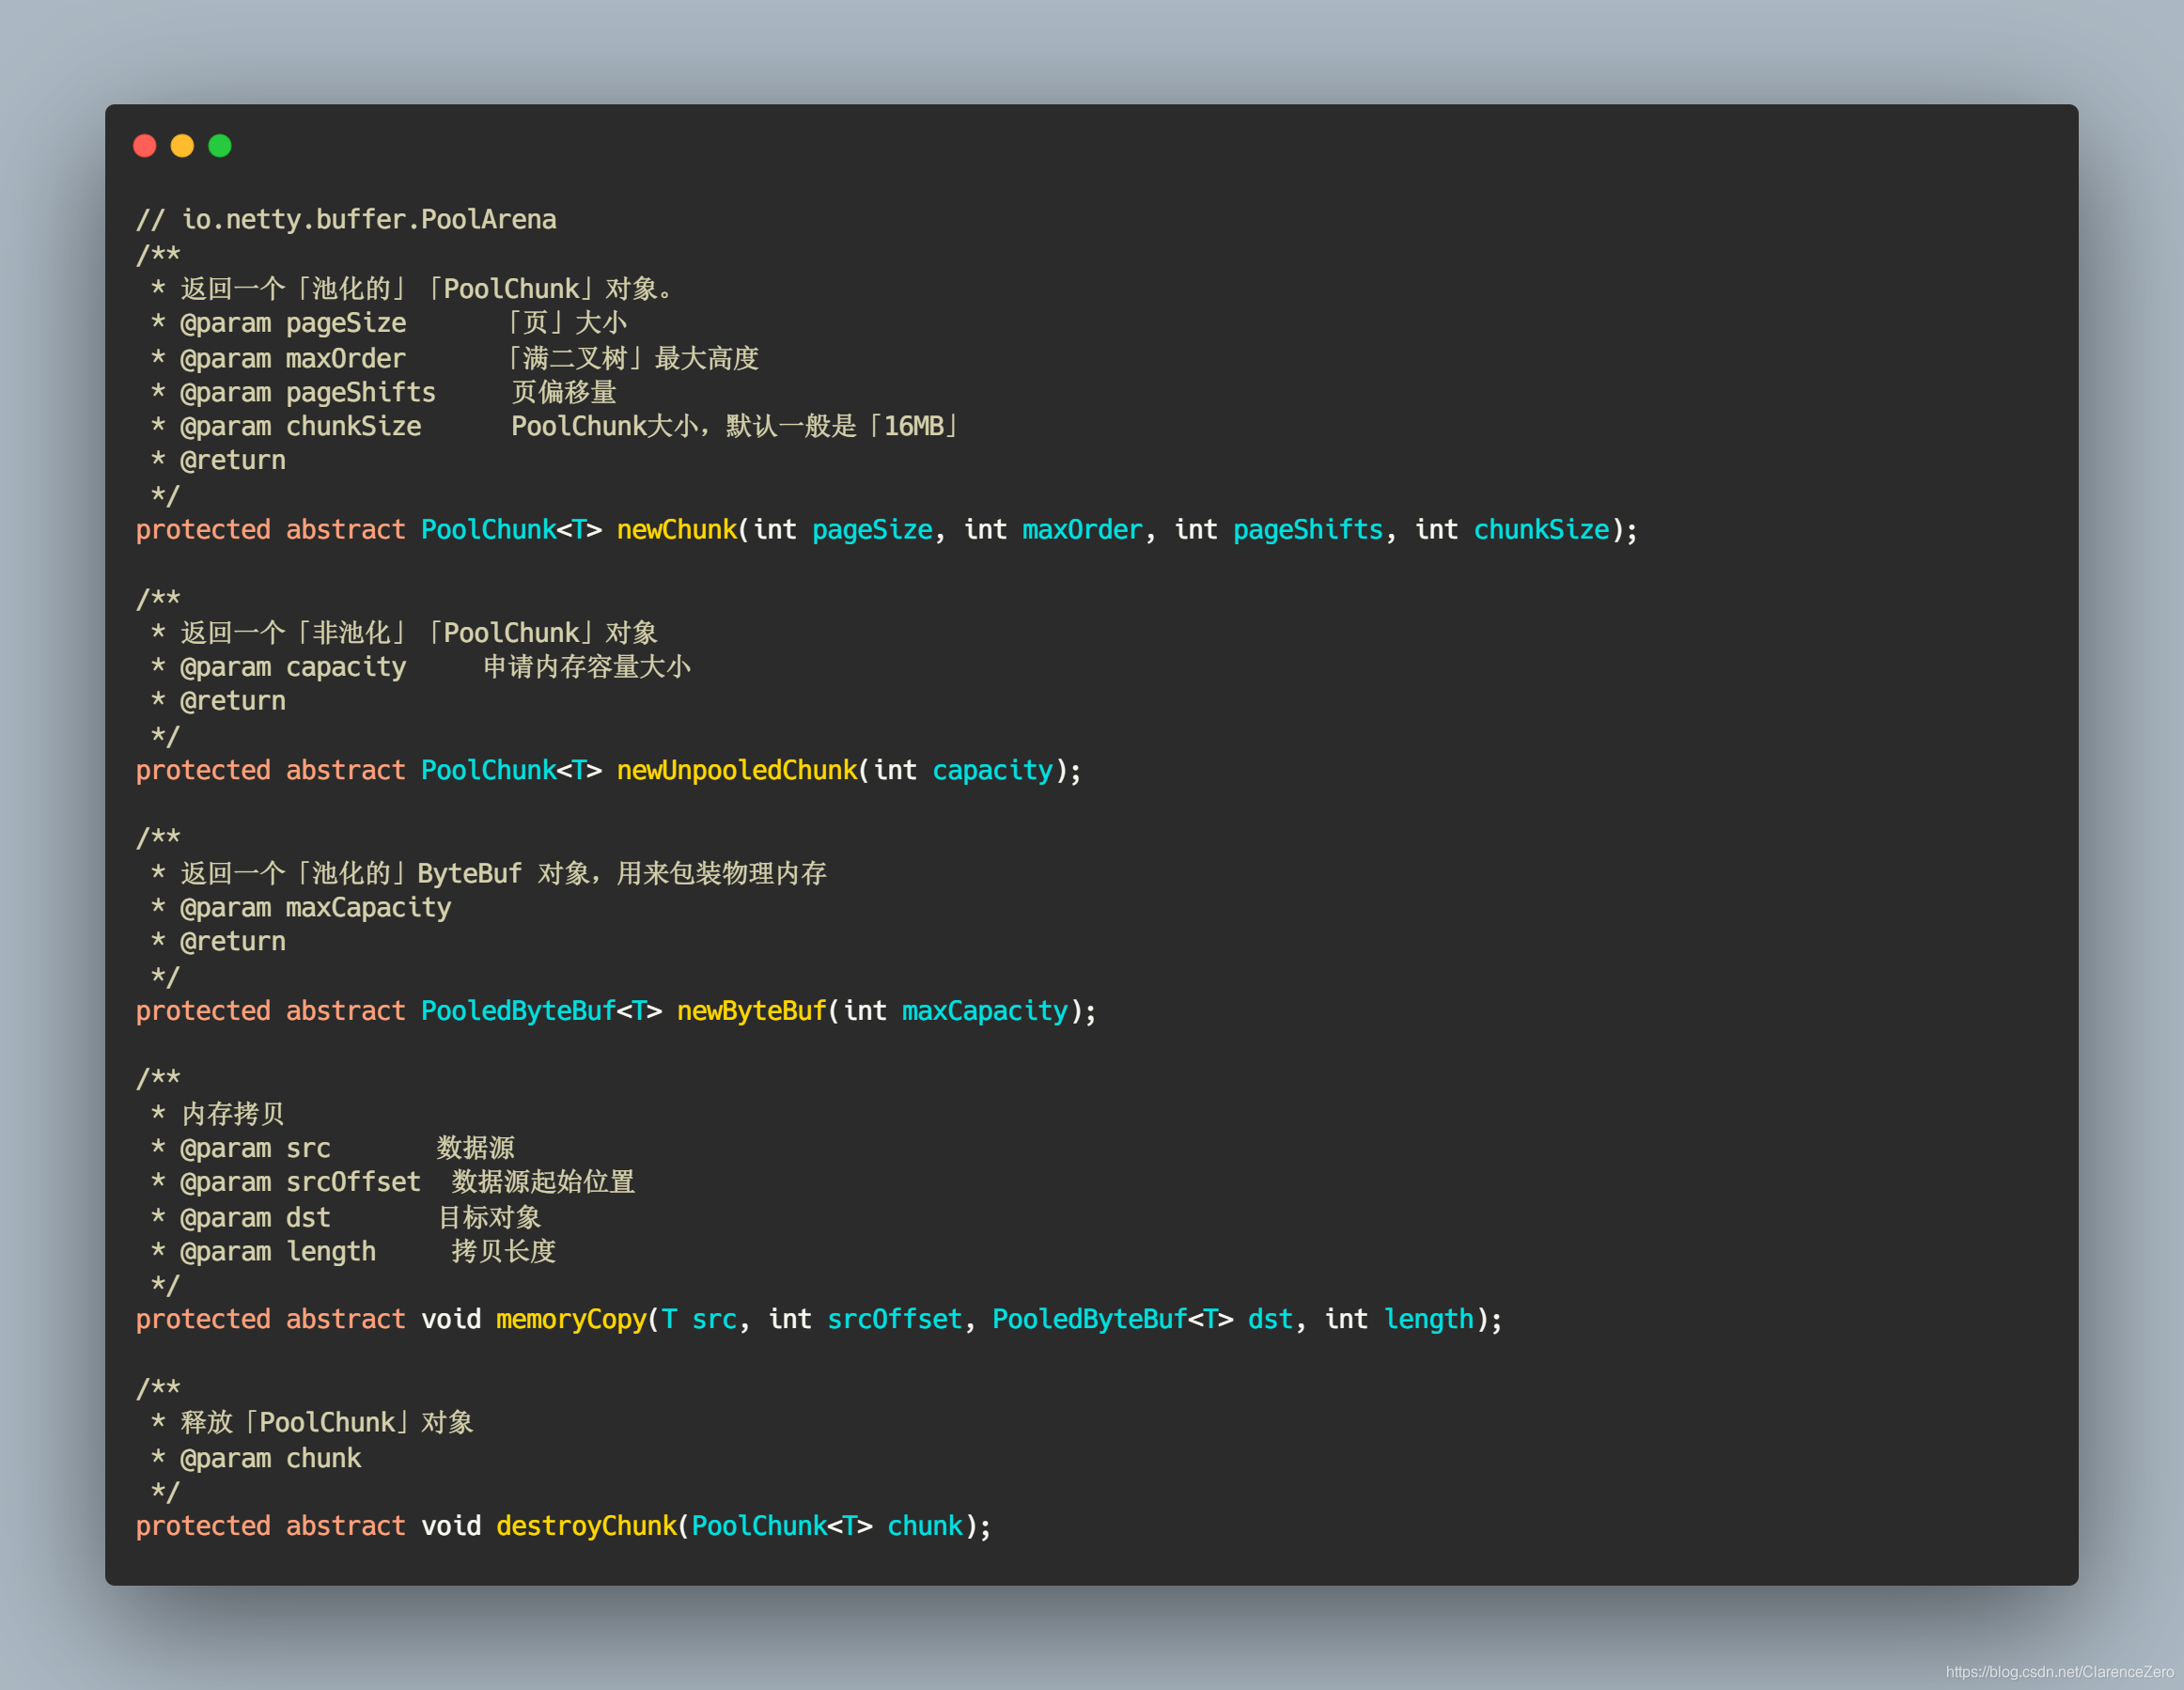 // io.netty.buffer.PoolArena
/**
 * 返回一个「池化的」「PoolChunk」对象。
 * @param pageSize      「页」大小
 * @param maxOrder      「满二叉树」最大高度
 * @param pageShifts     页偏移量
 * @param chunkSize      PoolChunk大小，默认一般是「16MB」
 * @return
 */
protected abstract PoolChunk<T> newChunk(int pageSize, int maxOrder, int pageShifts, int chunkSize);
/**
 * 返回一个「非池化」「PoolChunk」对象
 * @param capacity     申请内存容量大小
 * @return
 */
protected abstract PoolChunk<T> newUnpooledChunk(int capacity);
/**
 * 返回一个「池化的」ByteBuf 对象，用来包装物理内存
 * @param maxCapacity
 * @return
 */
protected abstract PooledByteBuf<T> newByteBuf(int maxCapacity);
/**
 * 内存拷贝
 * @param src       数据源
 * @param srcOffset  数据源起始位置
 * @param dst       目标对象
 * @param length     拷贝长度
 */
protected abstract void memoryCopy(T src, int srcOffset, PooledByteBuf<T> dst, int length);
/**
 * 释放「PoolChunk」对象
 * @param chunk
 */
protected abstract void destroyChunk(PoolChunk<T> chunk);
https://blog.csdn.net/ClarenceZero